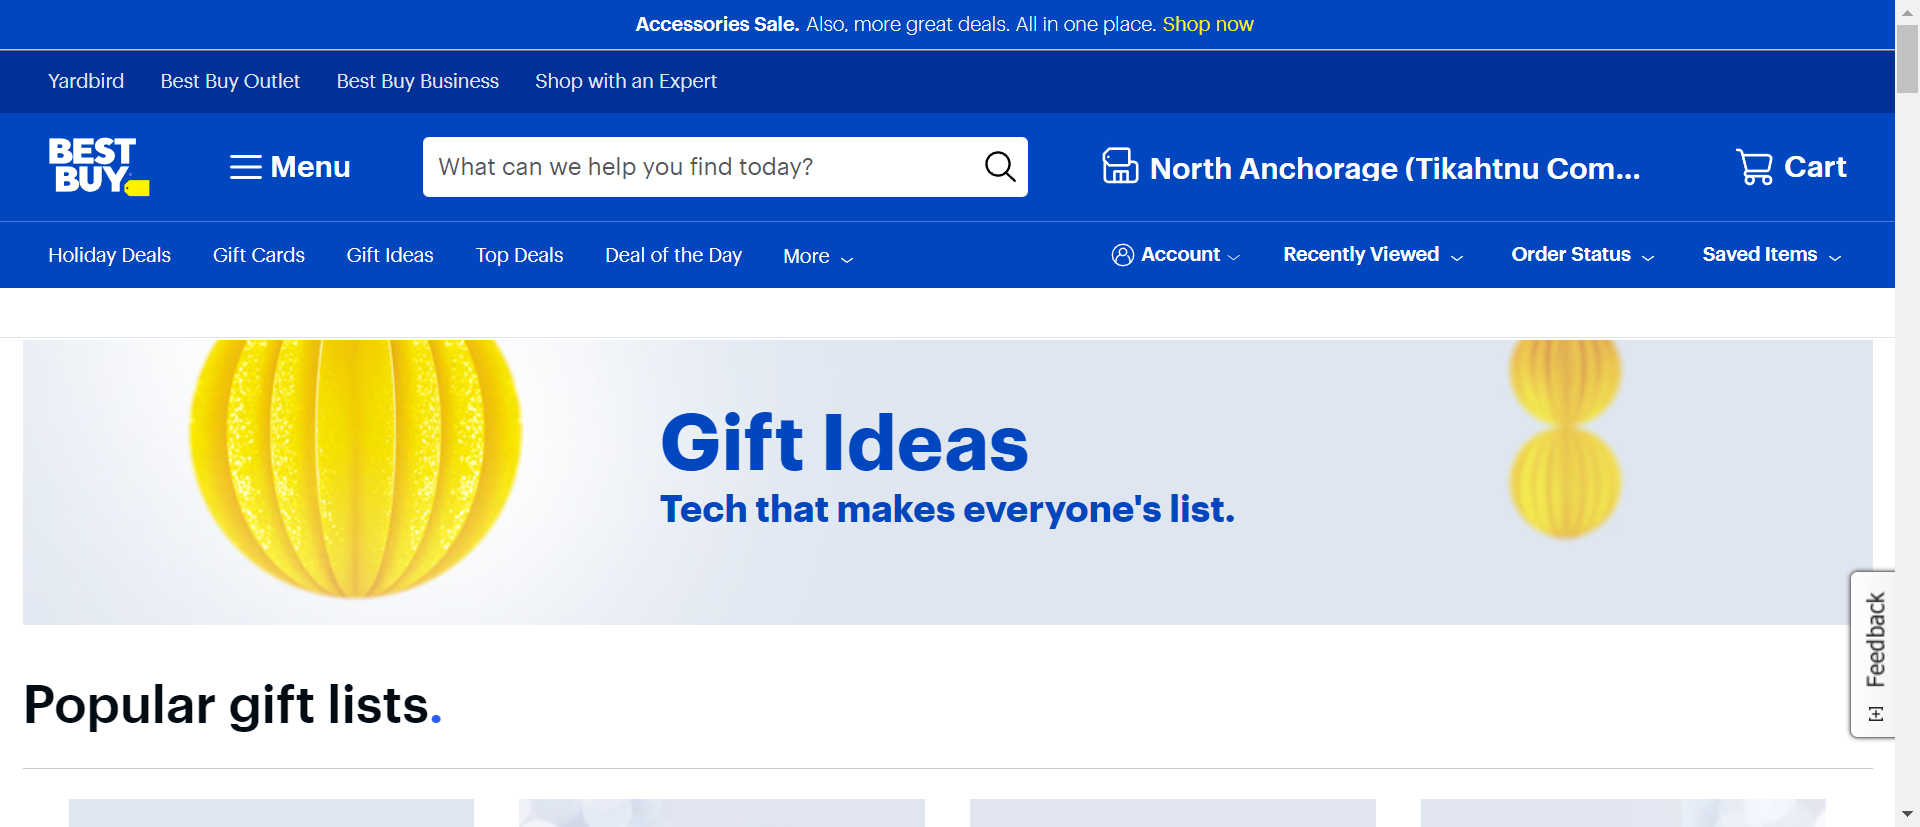 Accessories Sale. Also, more great deals. All in one place. Shop now
Yardbird Best Buy Outlet Best Buy Business Shop with an Expert
BEST
BUY
Menu
What can we help you find today?
North Anchorage (Tikahtnu Com...
Cart
Holiday Deals Gift Cards Gift Ideas Top Deals Deal of the Day More Account Recently Viewed Order Status Saved Items
Gift Ideas
Tech that makes everyone's list.
[+] Feedback
Popular gift lists.